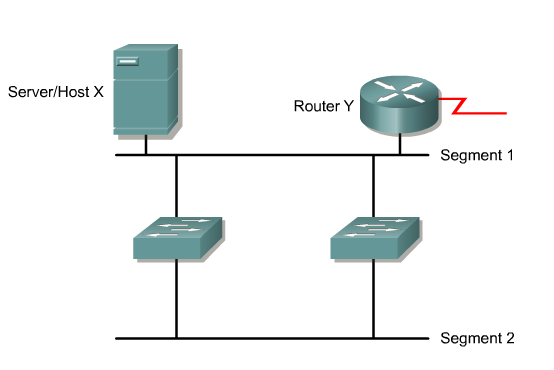 Server/Host X
Router Y
Segment 1
Segment 2